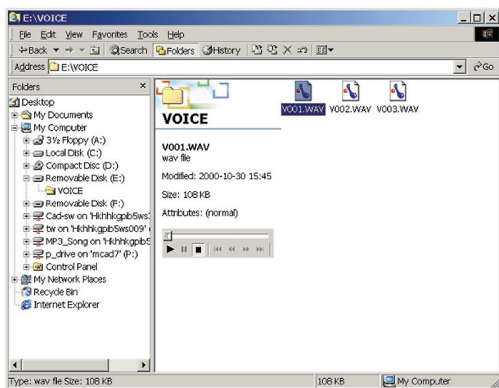 E:\VOICE
File Edit View Favorites Tools Help
Back Search Folders History
Address E:\VOICE Go
Folders
Desktop
My Documents
My Computer
3½ Floppy (A:)
Local Disk (C:)
Compact Disc (D:)
Removable Disk (E:)
VOICE
Removable Disk (F:)
Cad-sw on 'Hkhhkgpib5ws
tw on 'Hkhhkgpib5ws009'
MP3_Song on 'Hkhhkgpib5
p_drive on 'mcad7' (P:)
Control Panel
My Network Places
Recycle Bin
Internet Explorer
VOICE
V001.WAV
wav file
Modified: 2000-10-30 15:45
Size: 108 KB
Attributes: (normal)
V001.WAV V002.WAV V003.WAV
Type: wav file Size: 108 KB 108 KB My Computer